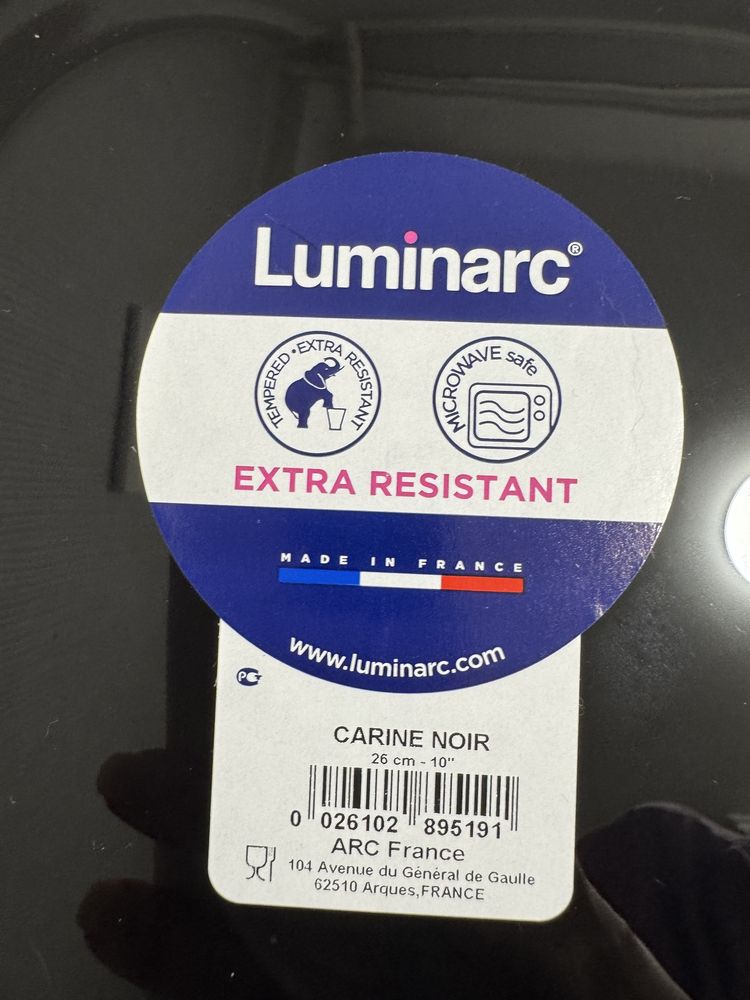 Luminarc®
TEMPERED • EXTRA RESISTANT
MICROWAVE safe
EXTRA RESISTANT
MADE IN FRANCE
www.luminarc.com
PG
CARINE NOIR
26 cm - 10"
0 026102 895191
ARC France
104 Avenue du Général de Gaulle
62510 Arques,FRANCE